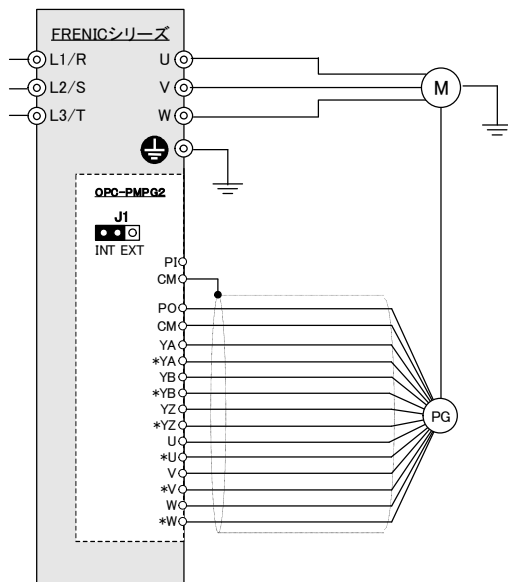 FRENICシリーズ
L1/R U
L2/S V
L3/T W
M
OPC-PMPG2
J1
INT EXT
PI
CM
PO
CM
YA
*YA
YB
*YB
YZ
*YZ
U
*U
V
*V
W
*W
PG